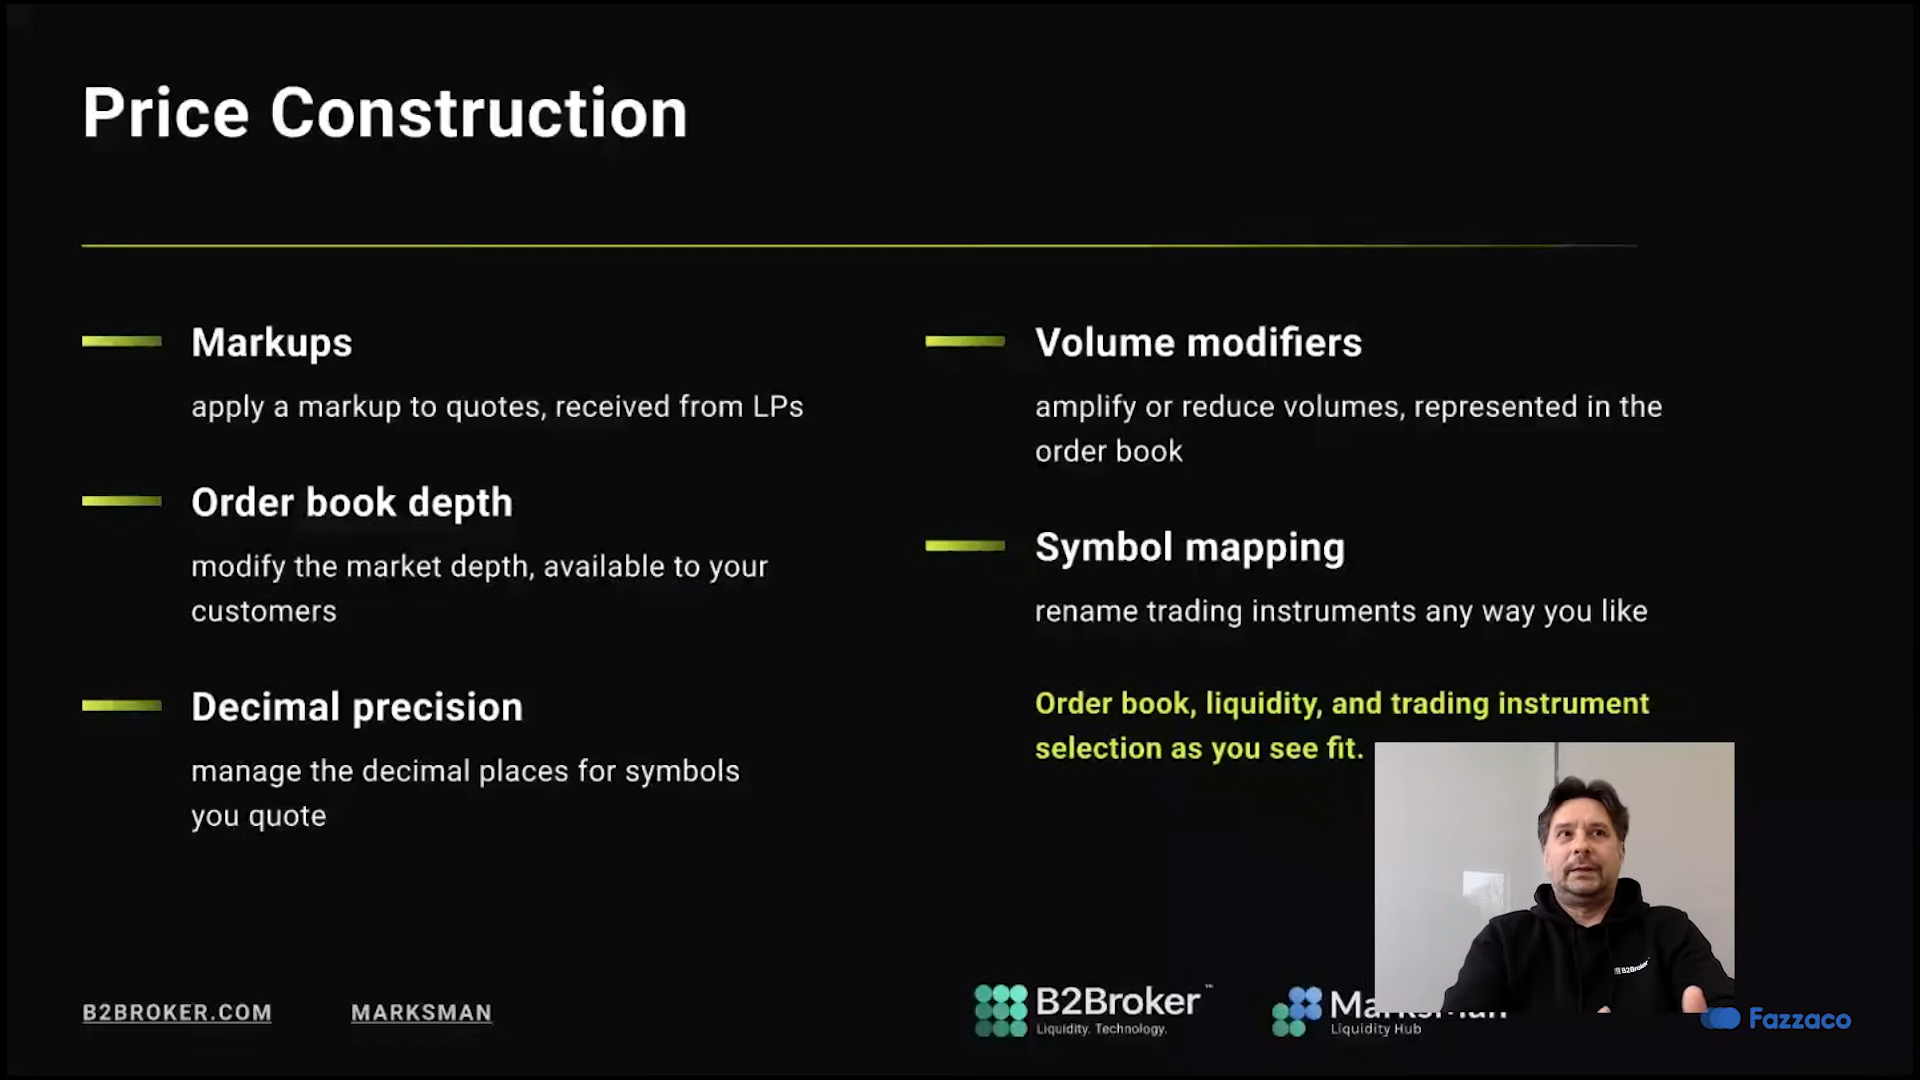 Price Construction
Markups
apply a markup to quotes, received from LPs
Order book depth
modify the market depth, available to your
customers
Decimal precision
manage the decimal places for symbols
you quote
Volume modifiers
amplify or reduce volumes, represented in the
order book
Symbol mapping
rename trading instruments any way you like
Order book, liquidity, and trading instrument
selection as you see fit.
B2Broker
B2BROKER.COM
MARKSMAN
B2Broker™
Liquidity. Technology.
Marksman
Liquidity Hub
Fazzaco